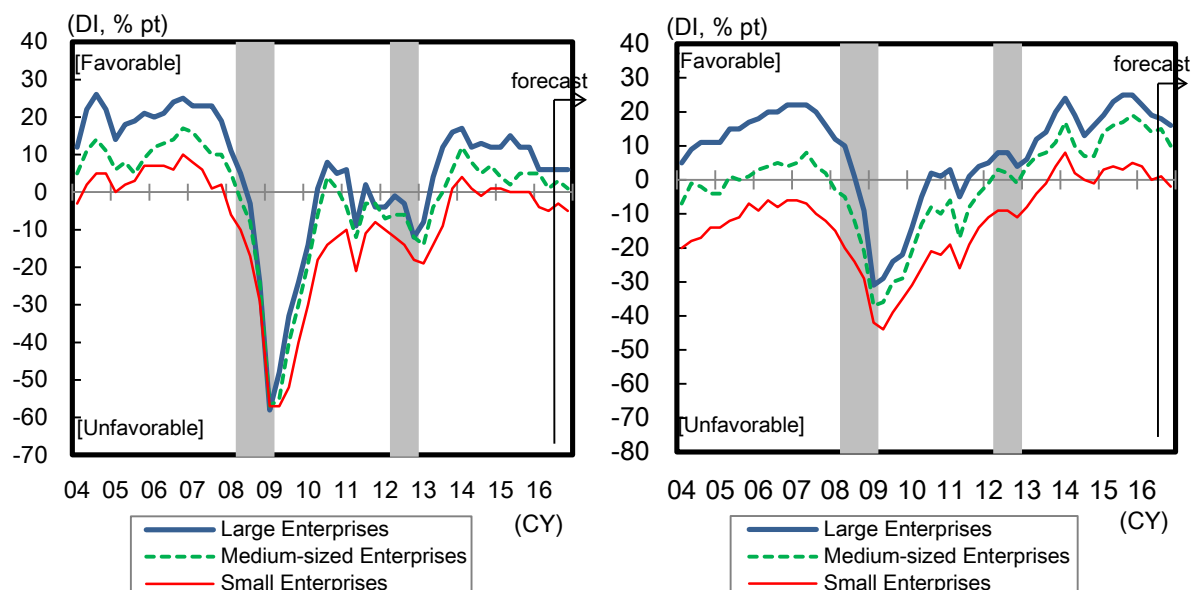 (DI, % pt)
40
30
20
10
0
-10
-20
-30
-40
-50
-60
-70
[Favorable]
forecast
[Unfavorable]
04 05 06 07 08 09 10 11 12 13 14 15 16
(CY)
Large Enterprises
Medium-sized Enterprises
Small Enterprises
(DI, % pt)
40
30
20
10
0
-10
-20
-30
-40
-50
-60
-70
-80
[Favorable]
forecast
[Unfavorable]
04 05 06 07 08 09 10 11 12 13 14 15 16
(CY)
Large Enterprises
Medium-sized Enterprises
Small Enterprises